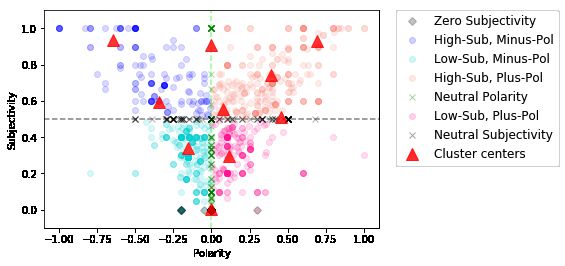 1.0
0.8
0.6
0.4
0.2
0.0
Subjectivity
−1.00 −0.75 −0.50 −0.25 0.00 0.25 0.50 0.75 1.00
Polarity
Zero Subjectivity
High-Sub, Minus-Pol
Low-Sub, Minus-Pol
High-Sub, Plus-Pol
Neutral Polarity
Low-Sub, Plus-Pol
Neutral Subjectivity
Cluster centers